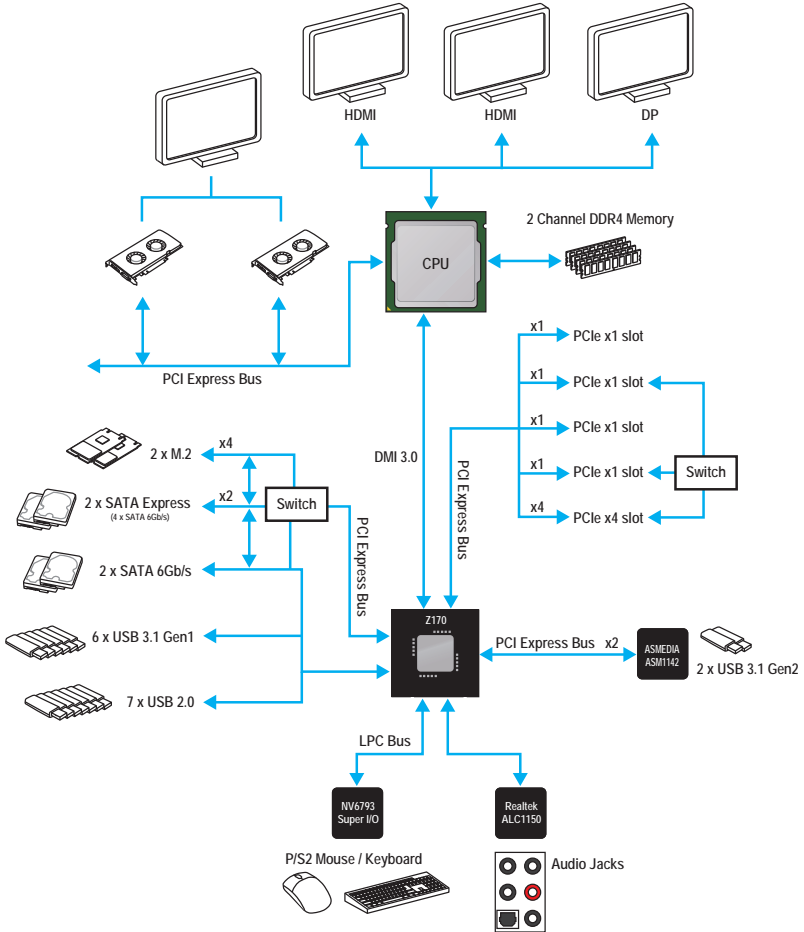 HDMI
HDMI
DP
2 Channel DDR4 Memory
CPU
PCI Express Bus
x1
PCIe x1 slot
x1
PCIe x1 slot
x1
PCIe x1 slot
x1
PCIe x1 slot
x4
PCIe x4 slot
Switch
DMI 3.0
PCI Express Bus
2 x M.2
x4
2 x SATA Express
(4 x SATA 6Gb/s)
x2
Switch
2 x SATA 6Gb/s
PCI Express Bus
6 x USB 3.1 Gen1
7 x USB 2.0
Z170
PCI Express Bus x2
ASMEDIA
ASM1142
2 x USB 3.1 Gen2
LPC Bus
NV6793
Super I/O
Realtek
ALC1150
P/S2 Mouse / Keyboard
Audio Jacks